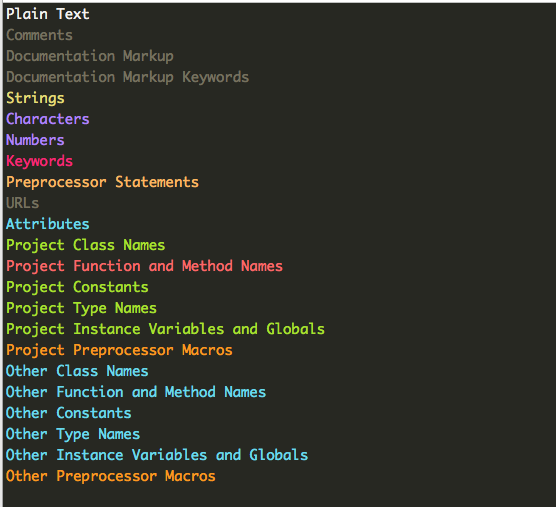 Plain Text
Comments
Documentation Markup
Documentation Markup Keywords
Strings
Characters
Numbers
Keywords
Preprocessor Statements
URLs
Attributes
Project Class Names
Project Function and Method Names
Project Constants
Project Type Names
Project Instance Variables and Globals
Project Preprocessor Macros
Other Class Names
Other Function and Method Names
Other Constants
Other Type Names
Other Instance Variables and Globals
Other Preprocessor Macros